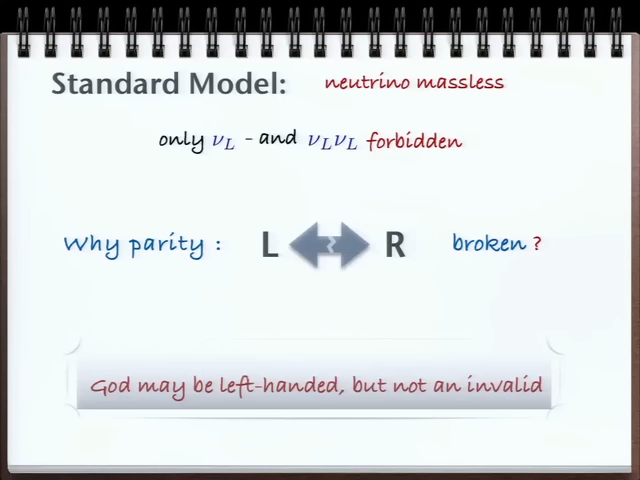 Standard Model: neutrino massless
only νL - and νLνL forbidden
Why parity : L R broken ?
God may be left-handed, but not an invalid